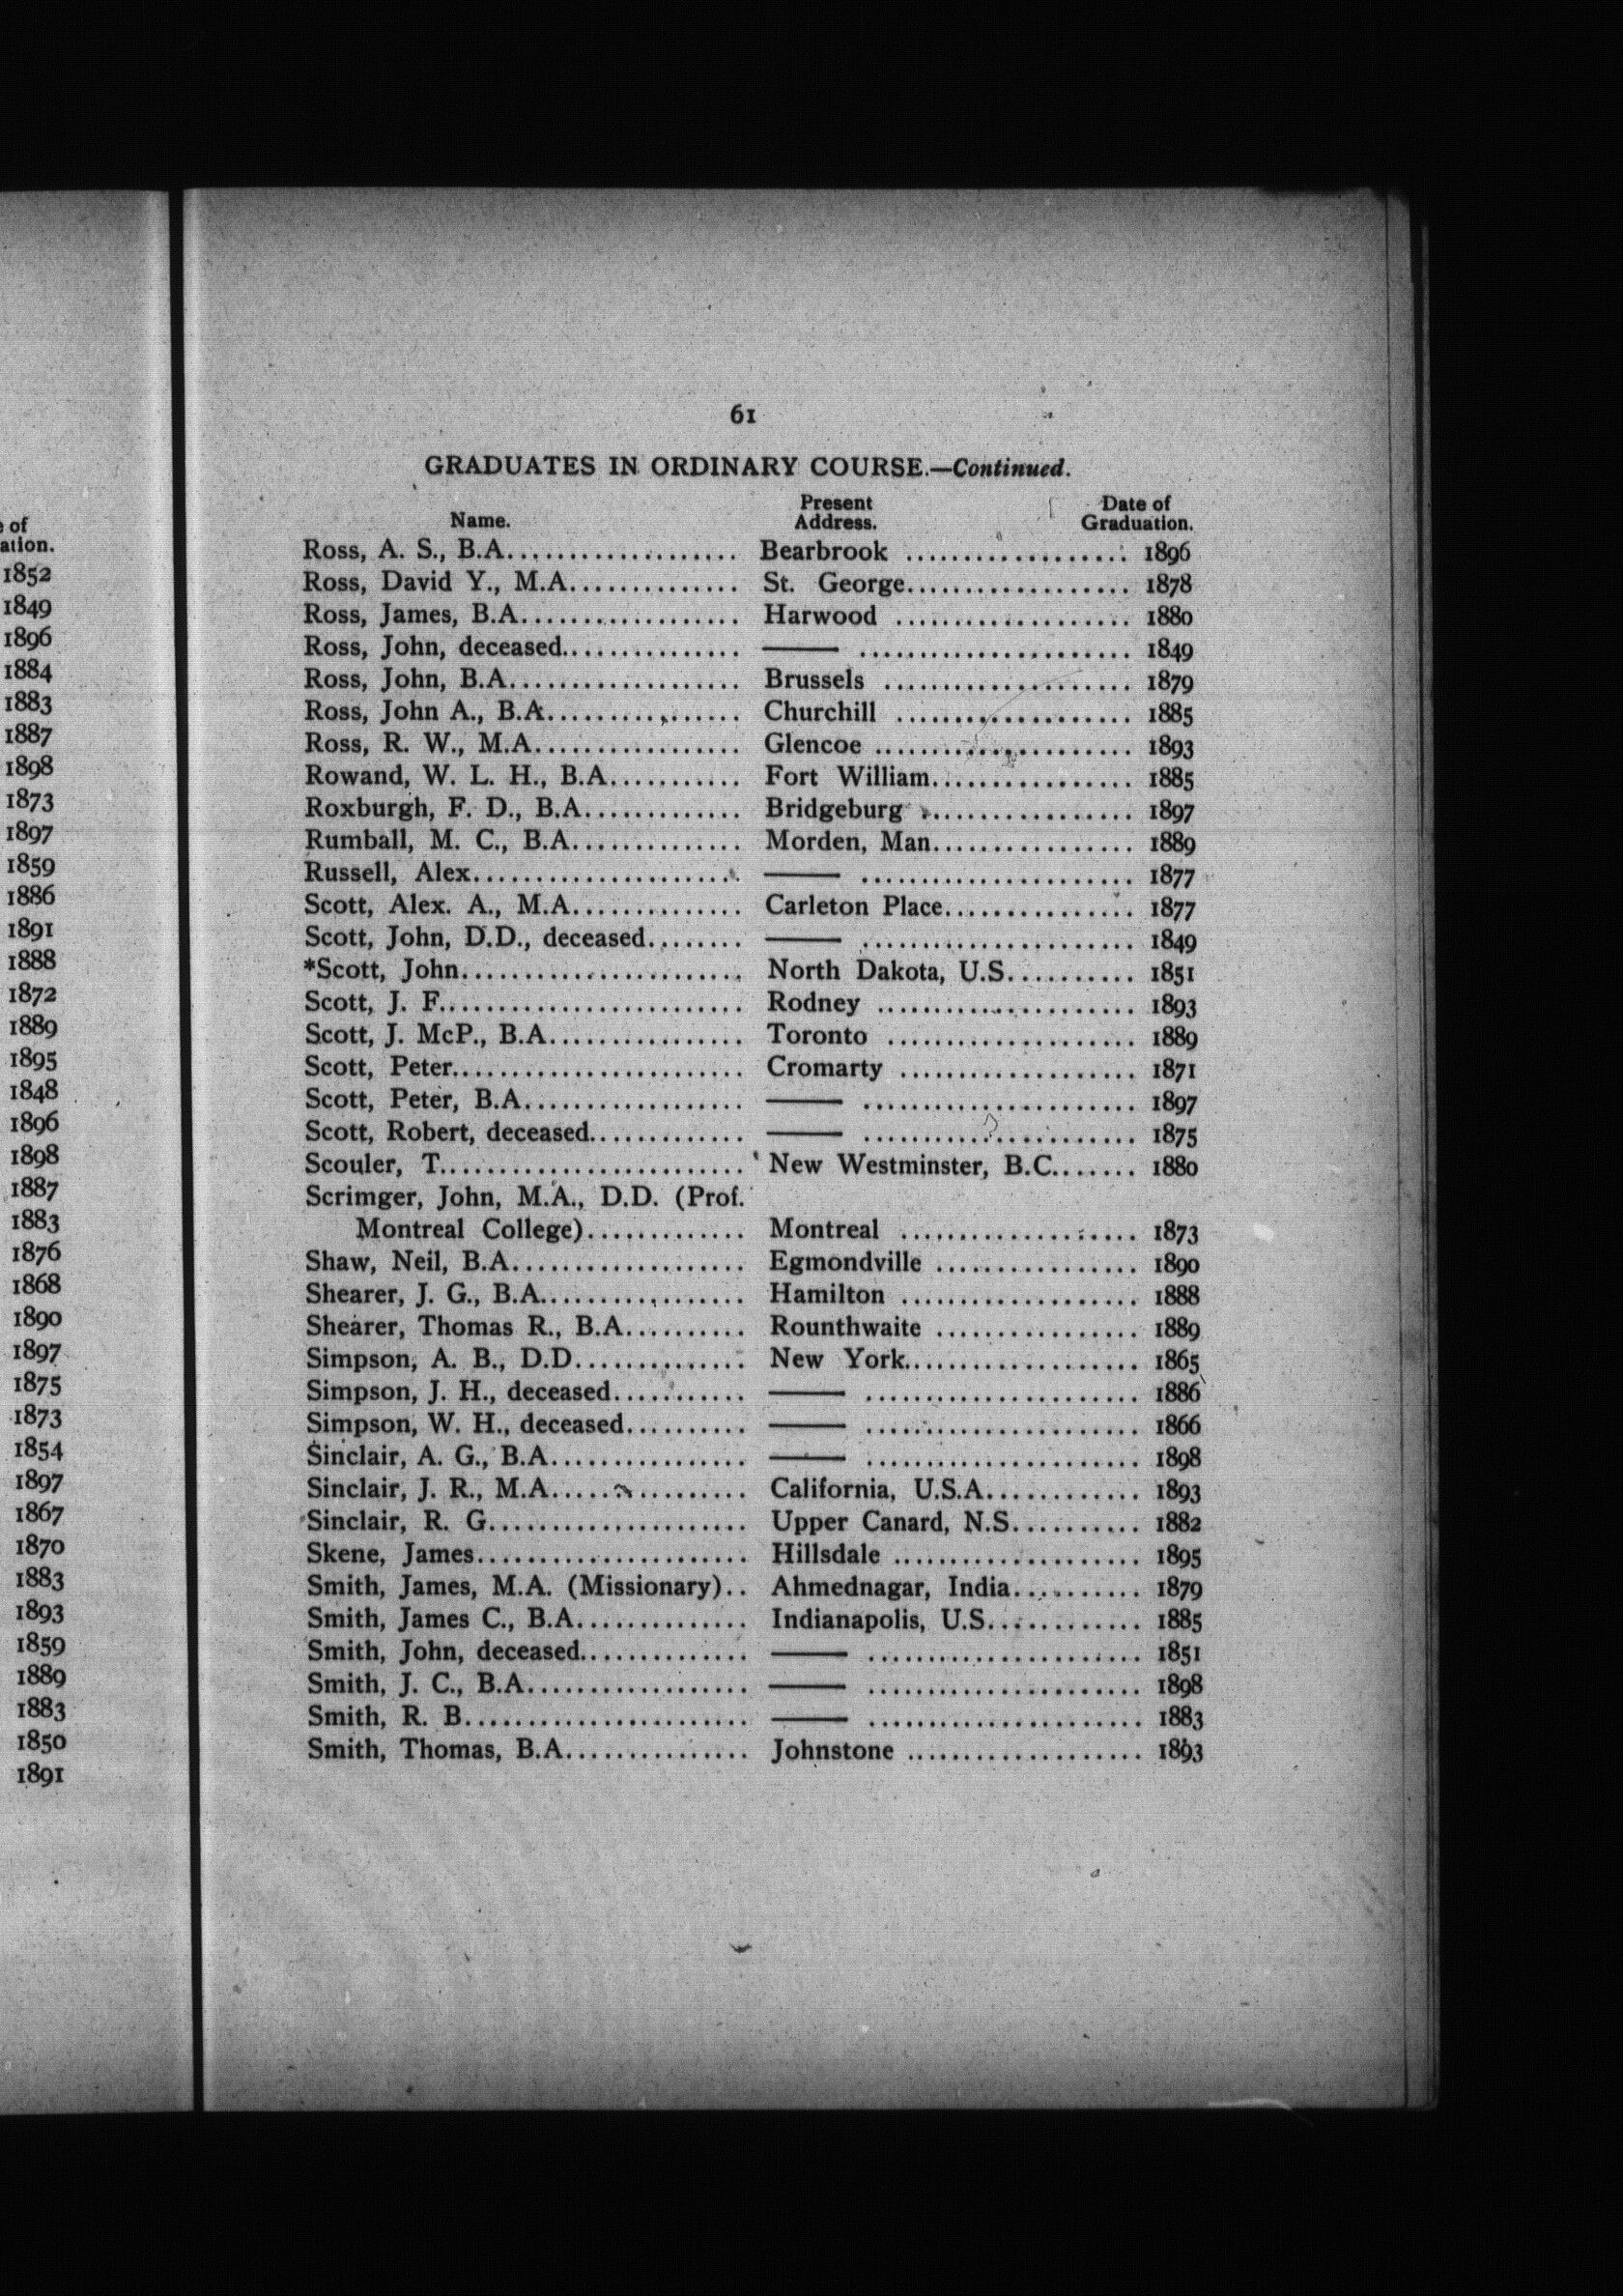 of
ation.
1852
1849
1896
1884
1883
1887
1898
1873
1897
1859
1886
1891
1888
1872
1889
1895
1848
1896
1898
1887
1883
1876
1868
1890
1897
1875
1873
1854
1897
1867
1870
1883
1893
1859
1889
1883
1850
1891
61
GRADUATES IN ORDINARY COURSE.—Continued.
Name. Present Address. Date of Graduation.
Ross, A. S., B.A.................... Bearbrook ................... 1896
Ross, David Y., M.A.............. St. George................... 1878
Ross, James, B.A.................. Harwood .................... 1880
Ross, John, deceased............... —— ....................... 1849
Ross, John, B.A................... Brussels ..................... 1879
Ross, John A., B.A................ Churchill .................... 1885
Ross, R. W., M.A................. Glencoe ...................... 1893
Rowand, W. L. H., B.A........... Fort William................. 1885
Roxburgh, F. D., B.A............. Bridgeburg .................. 1897
Rumball, M. C., B.A.............. Morden, Man................. 1889
Russell, Alex...................... —— ....................... 1877
Scott, Alex. A., M.A.............. Carleton Place................ 1877
Scott, John, D.D., deceased........ —— ....................... 1849
*Scott, John....................... North Dakota, U.S........... 1851
Scott, J. F......................... Rodney ...................... 1893
Scott, J. McP., B.A................ Toronto ..................... 1889
Scott, Peter........................ Cromarty .................... 1871
Scott, Peter, B.A.................. —— ....................... 1897
Scott, Robert, deceased............. —— ....................... 1875
Scouler, T......................... New Westminster, B.C....... 1880
Scrimger, John, M.A., D.D. (Prof.
Montreal College)............. Montreal .................... 1873
Shaw, Neil, B.A................... Egmondville ................. 1890
Shearer, J. G., B.A................. Hamilton .................... 1888
Shearer, Thomas R., B.A.......... Rounthwaite ................. 1889
Simpson, A. B., D.D.............. New York.................... 1865
Simpson, J. H., deceased........... —— ....................... 1886
Simpson, W. H., deceased.......... —— ....................... 1866
Sinclair, A. G., B.A................ —— ....................... 1898
Sinclair, J. R., M.A................ California, U.S.A............. 1893
Sinclair, R. G...................... Upper Canard, N.S........... 1882
Skene, James....................... Hillsdale ..................... 1895
Smith, James, M.A. (Missionary).. Ahmednagar, India........... 1879
Smith, James C., B.A.............. Indianapolis, U.S............. 1885
Smith, John, deceased.............. —— ....................... 1851
Smith, J. C., B.A.................. —— ....................... 1898
Smith, R. B........................ —— ....................... 1883
Smith, Thomas, B.A............... Johnstone .................... 1893